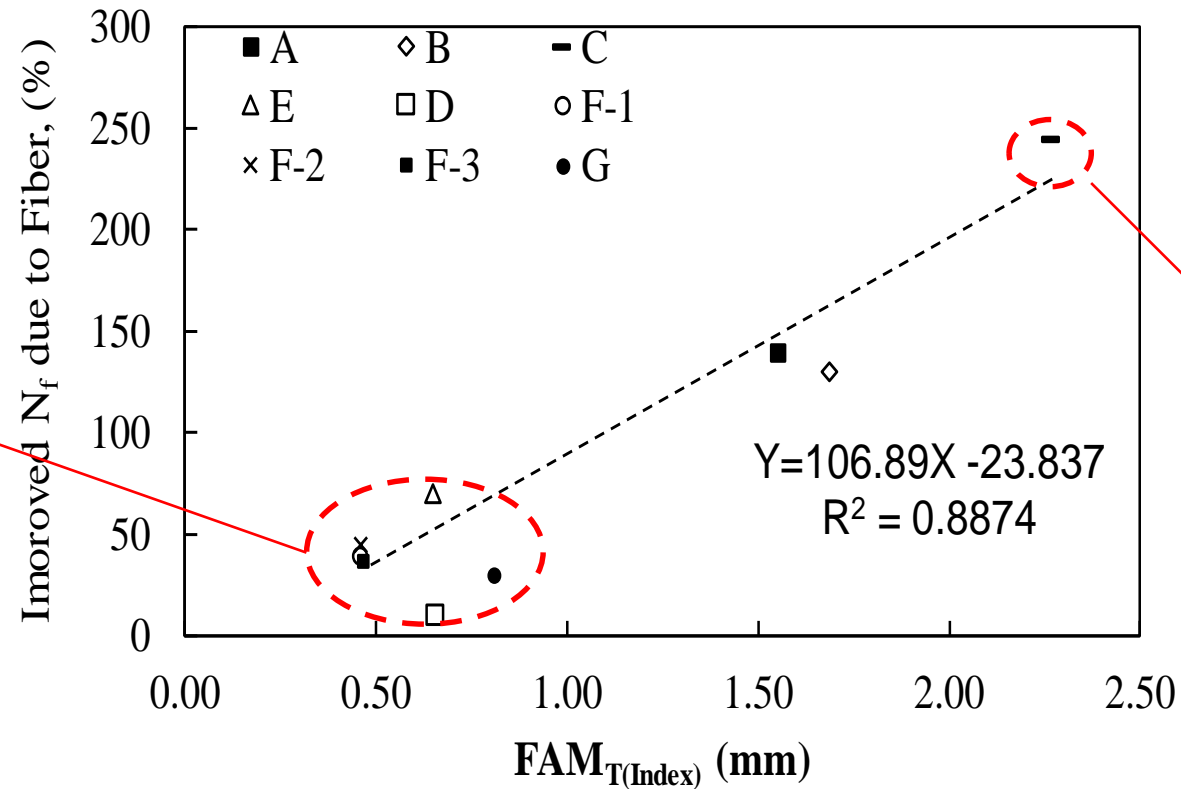 Imoroved Nf due to Fiber, (%)
300
250
200
150
100
50
0
A B C
E D F-1
F-2 F-3 G
Y=106.89X -23.837
R² = 0.8874
0.00 0.50 1.00 1.50 2.00 2.50
FAMT(Index) (mm)